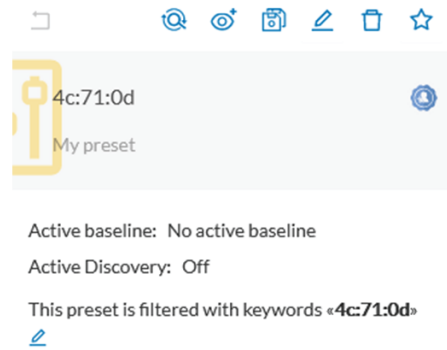 4c:71:0d
My preset
Active baseline: No active baseline
Active Discovery: Off
This preset is filtered with keywords «4c:71:0d»